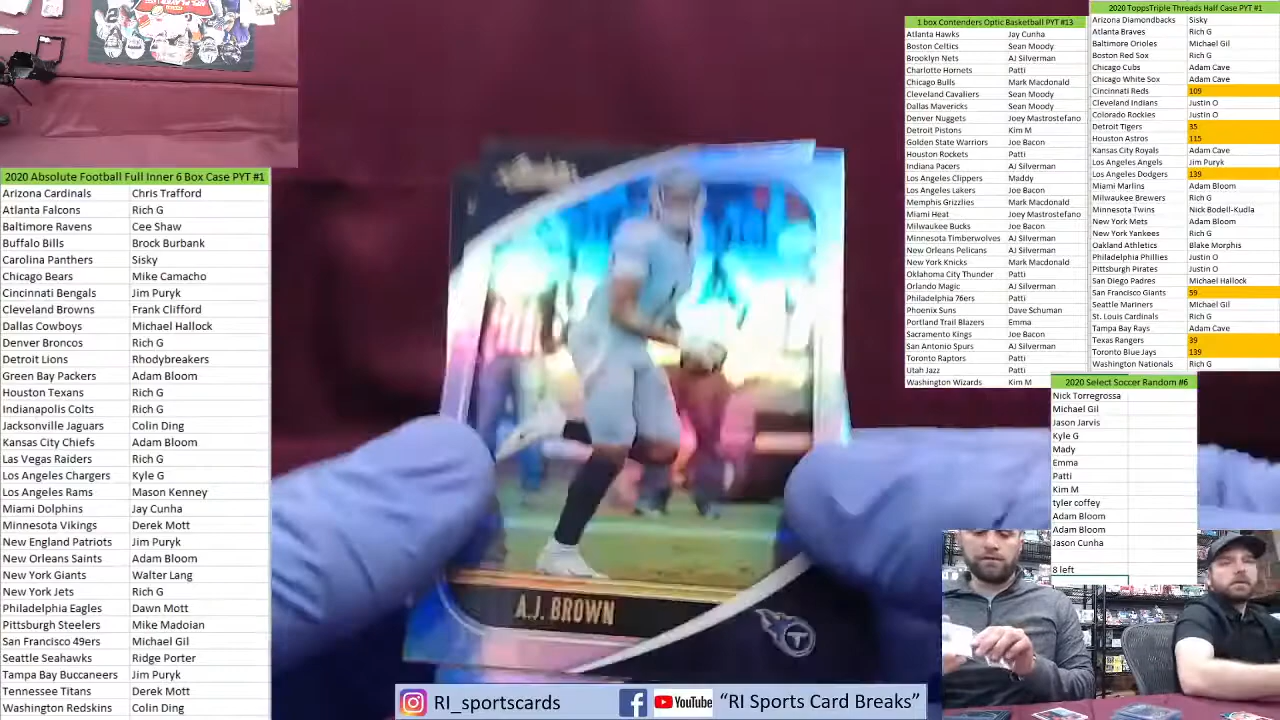 2020 Absolute Football Full Inner 6 Box Case PYT #1
Arizona Cardinals Chris Trafford
Atlanta Falcons Rich G
Baltimore Ravens Cee Shaw
Buffalo Bills Brock Burbank
Carolina Panthers Sisky
Chicago Bears Mike Camacho
Cincinnati Bengals Jim Puryk
Cleveland Browns Frank Clifford
Dallas Cowboys Michael Hallock
Denver Broncos Rich G
Detroit Lions Rhodybreakers
Green Bay Packers Adam Bloom
Houston Texans Rich G
Indianapolis Colts Rich G
Jacksonville Jaguars Colin Ding
Kansas City Chiefs Adam Bloom
Las Vegas Raiders Rich G
Los Angeles Chargers Kyle G
Los Angeles Rams Mason Kenney
Miami Dolphins Jay Cunha
Minnesota Vikings Derek Mott
New England Patriots Jim Puryk
New Orleans Saints Adam Bloom
New York Giants Walter Lang
New York Jets Rich G
Philadelphia Eagles Dawn Mott
Pittsburgh Steelers Mike Madoian
San Francisco 49ers Michael Gil
Seattle Seahawks Ridge Porter
Tampa Bay Buccaneers Jim Puryk
Tennessee Titans Derek Mott
Washington Redskins Colin Ding
A.J. BROWN
T
1 box Contenders Optic Basketball PYT #13
Atlanta Hawks Jay Cunha
Boston Celtics Sean Moody
Brooklyn Nets AJ Silverman
Charlotte Hornets Patti
Chicago Bulls Mark Macdonald
Cleveland Cavaliers Sean Moody
Dallas Mavericks Sean Moody
Denver Nuggets Joey Mastrostefano
Detroit Pistons Kim M
Golden State Warriors Joe Bacon
Houston Rockets Patti
Indiana Pacers AJ Silverman
Los Angeles Clippers Maddy
Los Angeles Lakers Joe Bacon
Memphis Grizzlies Mark Macdonald
Miami Heat Joey Mastrostefano
Milwaukee Bucks Joe Bacon
Minnesota Timberwolves AJ Silverman
New Orleans Pelicans AJ Silverman
New York Knicks Mark Macdonald
Oklahoma City Thunder Patti
Orlando Magic AJ Silverman
Philadelphia 76ers Patti
Phoenix Suns Dave Schuman
Portland Trail Blazers Emma
Sacramento Kings Joe Bacon
San Antonio Spurs AJ Silverman
Toronto Raptors Patti
Utah Jazz Patti
Washington Wizards Kim M
2020 ToppsTriple Threads Half Case PYT #1
Arizona Diamondbacks Sisky
Atlanta Braves Rich G
Baltimore Orioles Michael Gil
Boston Red Sox Rich G
Chicago Cubs Adam Cave
Chicago White Sox Adam Cave
Cincinnati Reds 109
Cleveland Indians Justin O
Colorado Rockies Justin O
Detroit Tigers 35
Houston Astros 115
Kansas City Royals Adam Cave
Los Angeles Angels Jim Puryk
Los Angeles Dodgers 139
Miami Marlins Adam Bloom
Milwaukee Brewers Rich G
Minnesota Twins Nick Bodell-Kudla
New York Mets Adam Bloom
New York Yankees Rich G
Oakland Athletics Blake Morphis
Philadelphia Phillies Justin O
Pittsburgh Pirates Justin O
San Diego Padres Michael Hallock
San Francisco Giants 59
Seattle Mariners Michael Gil
St. Louis Cardinals Rich G
Tampa Bay Rays Adam Cave
Texas Rangers 39
Toronto Blue Jays 139
Washington Nationals Rich G
2020 Select Soccer Random #6
Nick Torregrossa
Michael Gil
Jason Jarvis
Kyle G
Mady
Emma
Patti
Kim M
tyler coffey
Adam Bloom
Adam Bloom
Jason Cunha
8 left
RI_sportscards YouTube “RI Sports Card Breaks”